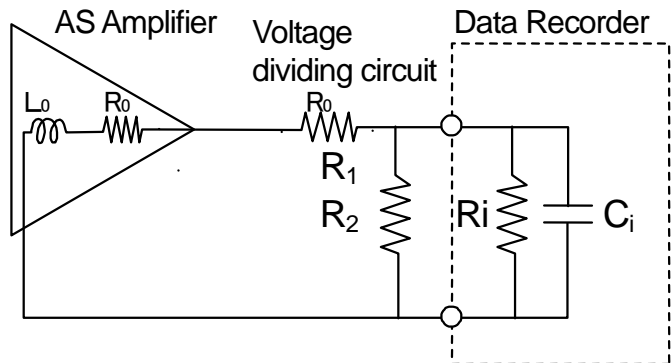 AS Amplifier
Voltage
dividing circuit
Data Recorder
L0
R0
R0
R1
R2
Ri
Ci